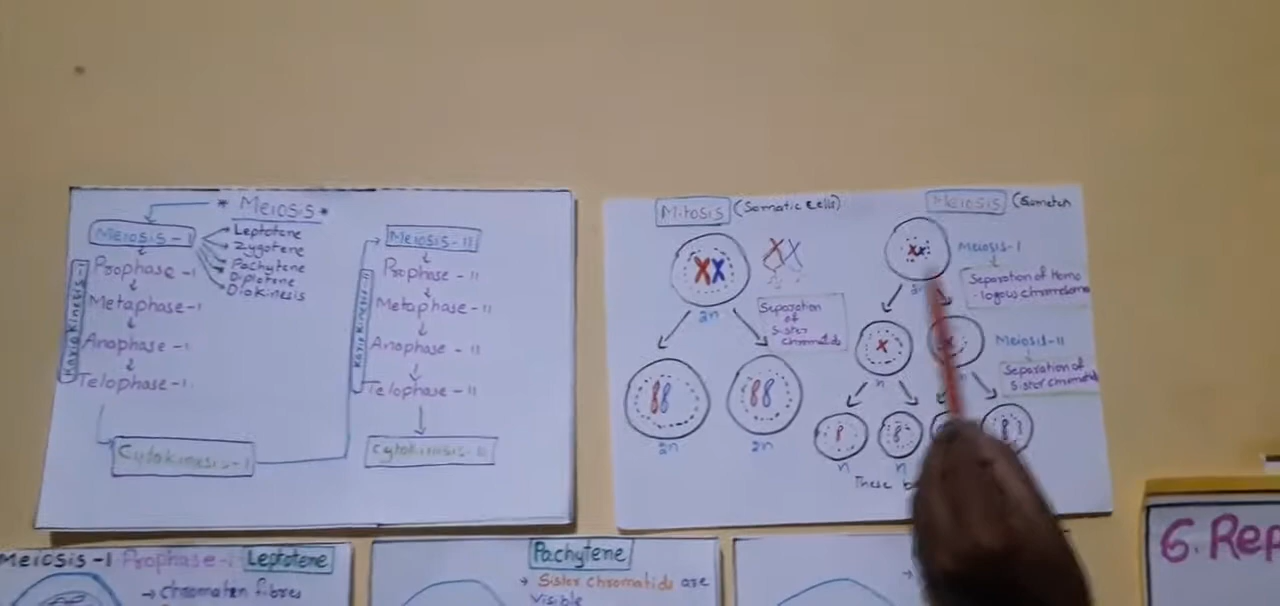 * Meiosis *
Meiosis - I
Leptotene
Zygotene
Pachytene
Diplotene
Diakinesis
Karyokinesis-I
Prophase - I
Metaphase - I
Anaphase - I
Telophase - I
Cytokinesis - I
Meiosis - II
Karyokinesis-II
Prophase - II
Metaphase - II
Anaphase - II
Telophase - II
Cytokinesis - II
Mitosis (Somatic Cells)
2n
Separation
of
Sister
chromatids
2n
2n
Meiosis
Meiosis-I
Separation of Homo
-logous chromosome
n
Meiosis-II
Separation of
Sister chromatids
n
n
These
Meiosis-I Prophase-I Leptotene
→ Chromatin fibres
Pachytene
→ Sister chromatids are
visible
6. Rep